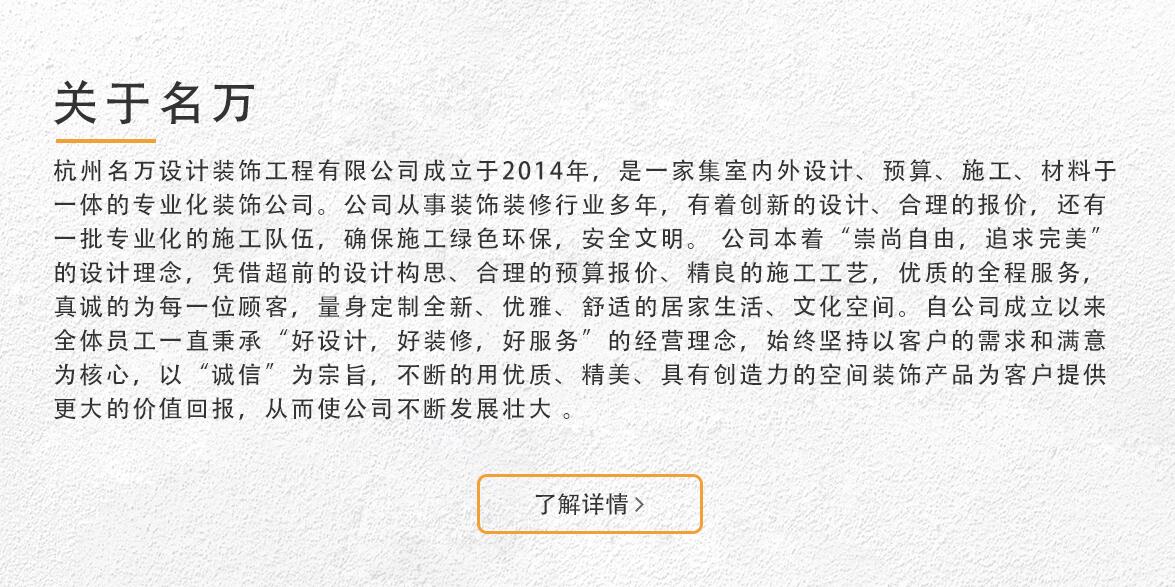 关于名万
杭州名万设计装饰工程有限公司成立于2014年，是一家集室内外设计、预算、施工、材料于
一体的专业化装饰公司。公司从事装饰装修行业多年，有着创新的设计、合理的报价，还有
一批专业化的施工队伍，确保施工绿色环保，安全文明。 公司本着“崇尚自由，追求完美”
的设计理念，凭借超前的设计构思、合理的预算报价、精良的施工工艺，优质的全程服务，
真诚的为每一位顾客，量身定制全新、优雅、舒适的居家生活、文化空间。自公司成立以来
全体员工一直秉承“好设计，好装修，好服务”的经营理念，始终坚持以客户的需求和满意
为核心，以“诚信”为宗旨，不断的用优质、精美、具有创造力的空间装饰产品为客户提供
更大的价值回报，从而使公司不断发展壮大 。
了解详情>